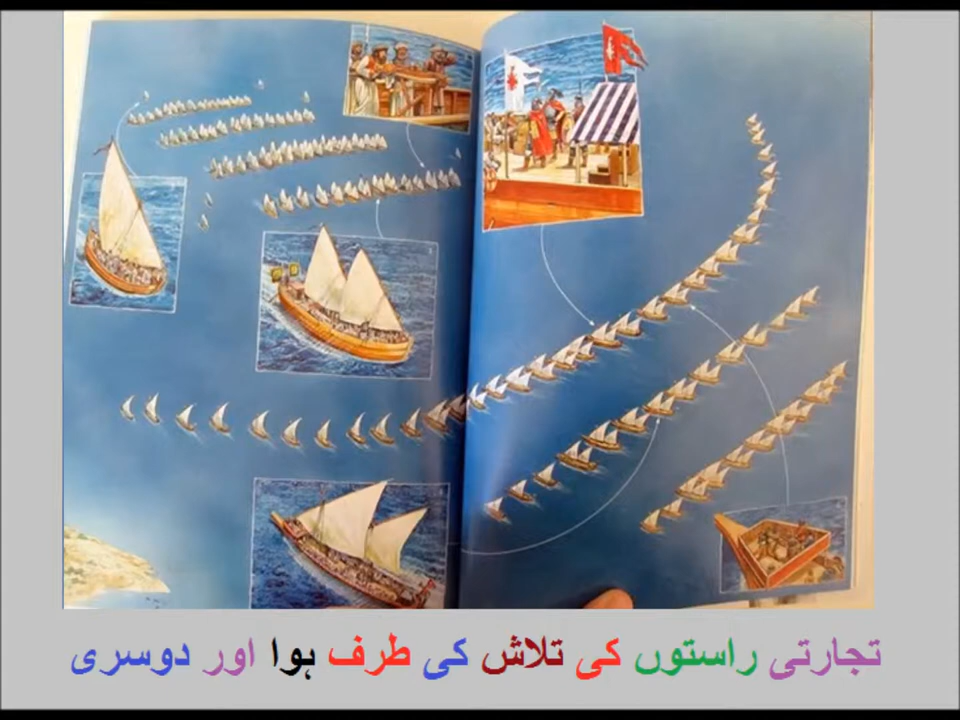 تجارتی راستوں کی تلاش کی طرف ہوا اور دوسری